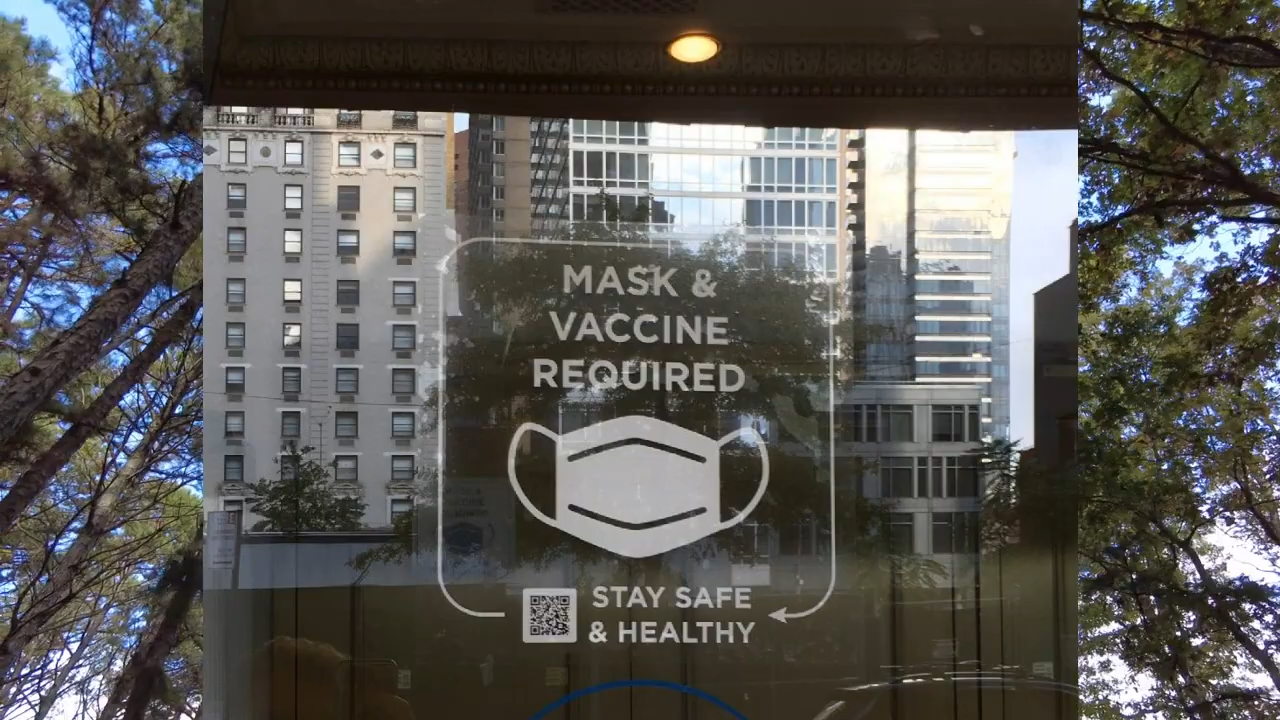 MASK &
VACCINE
REQUIRED
STAY SAFE
& HEALTHY